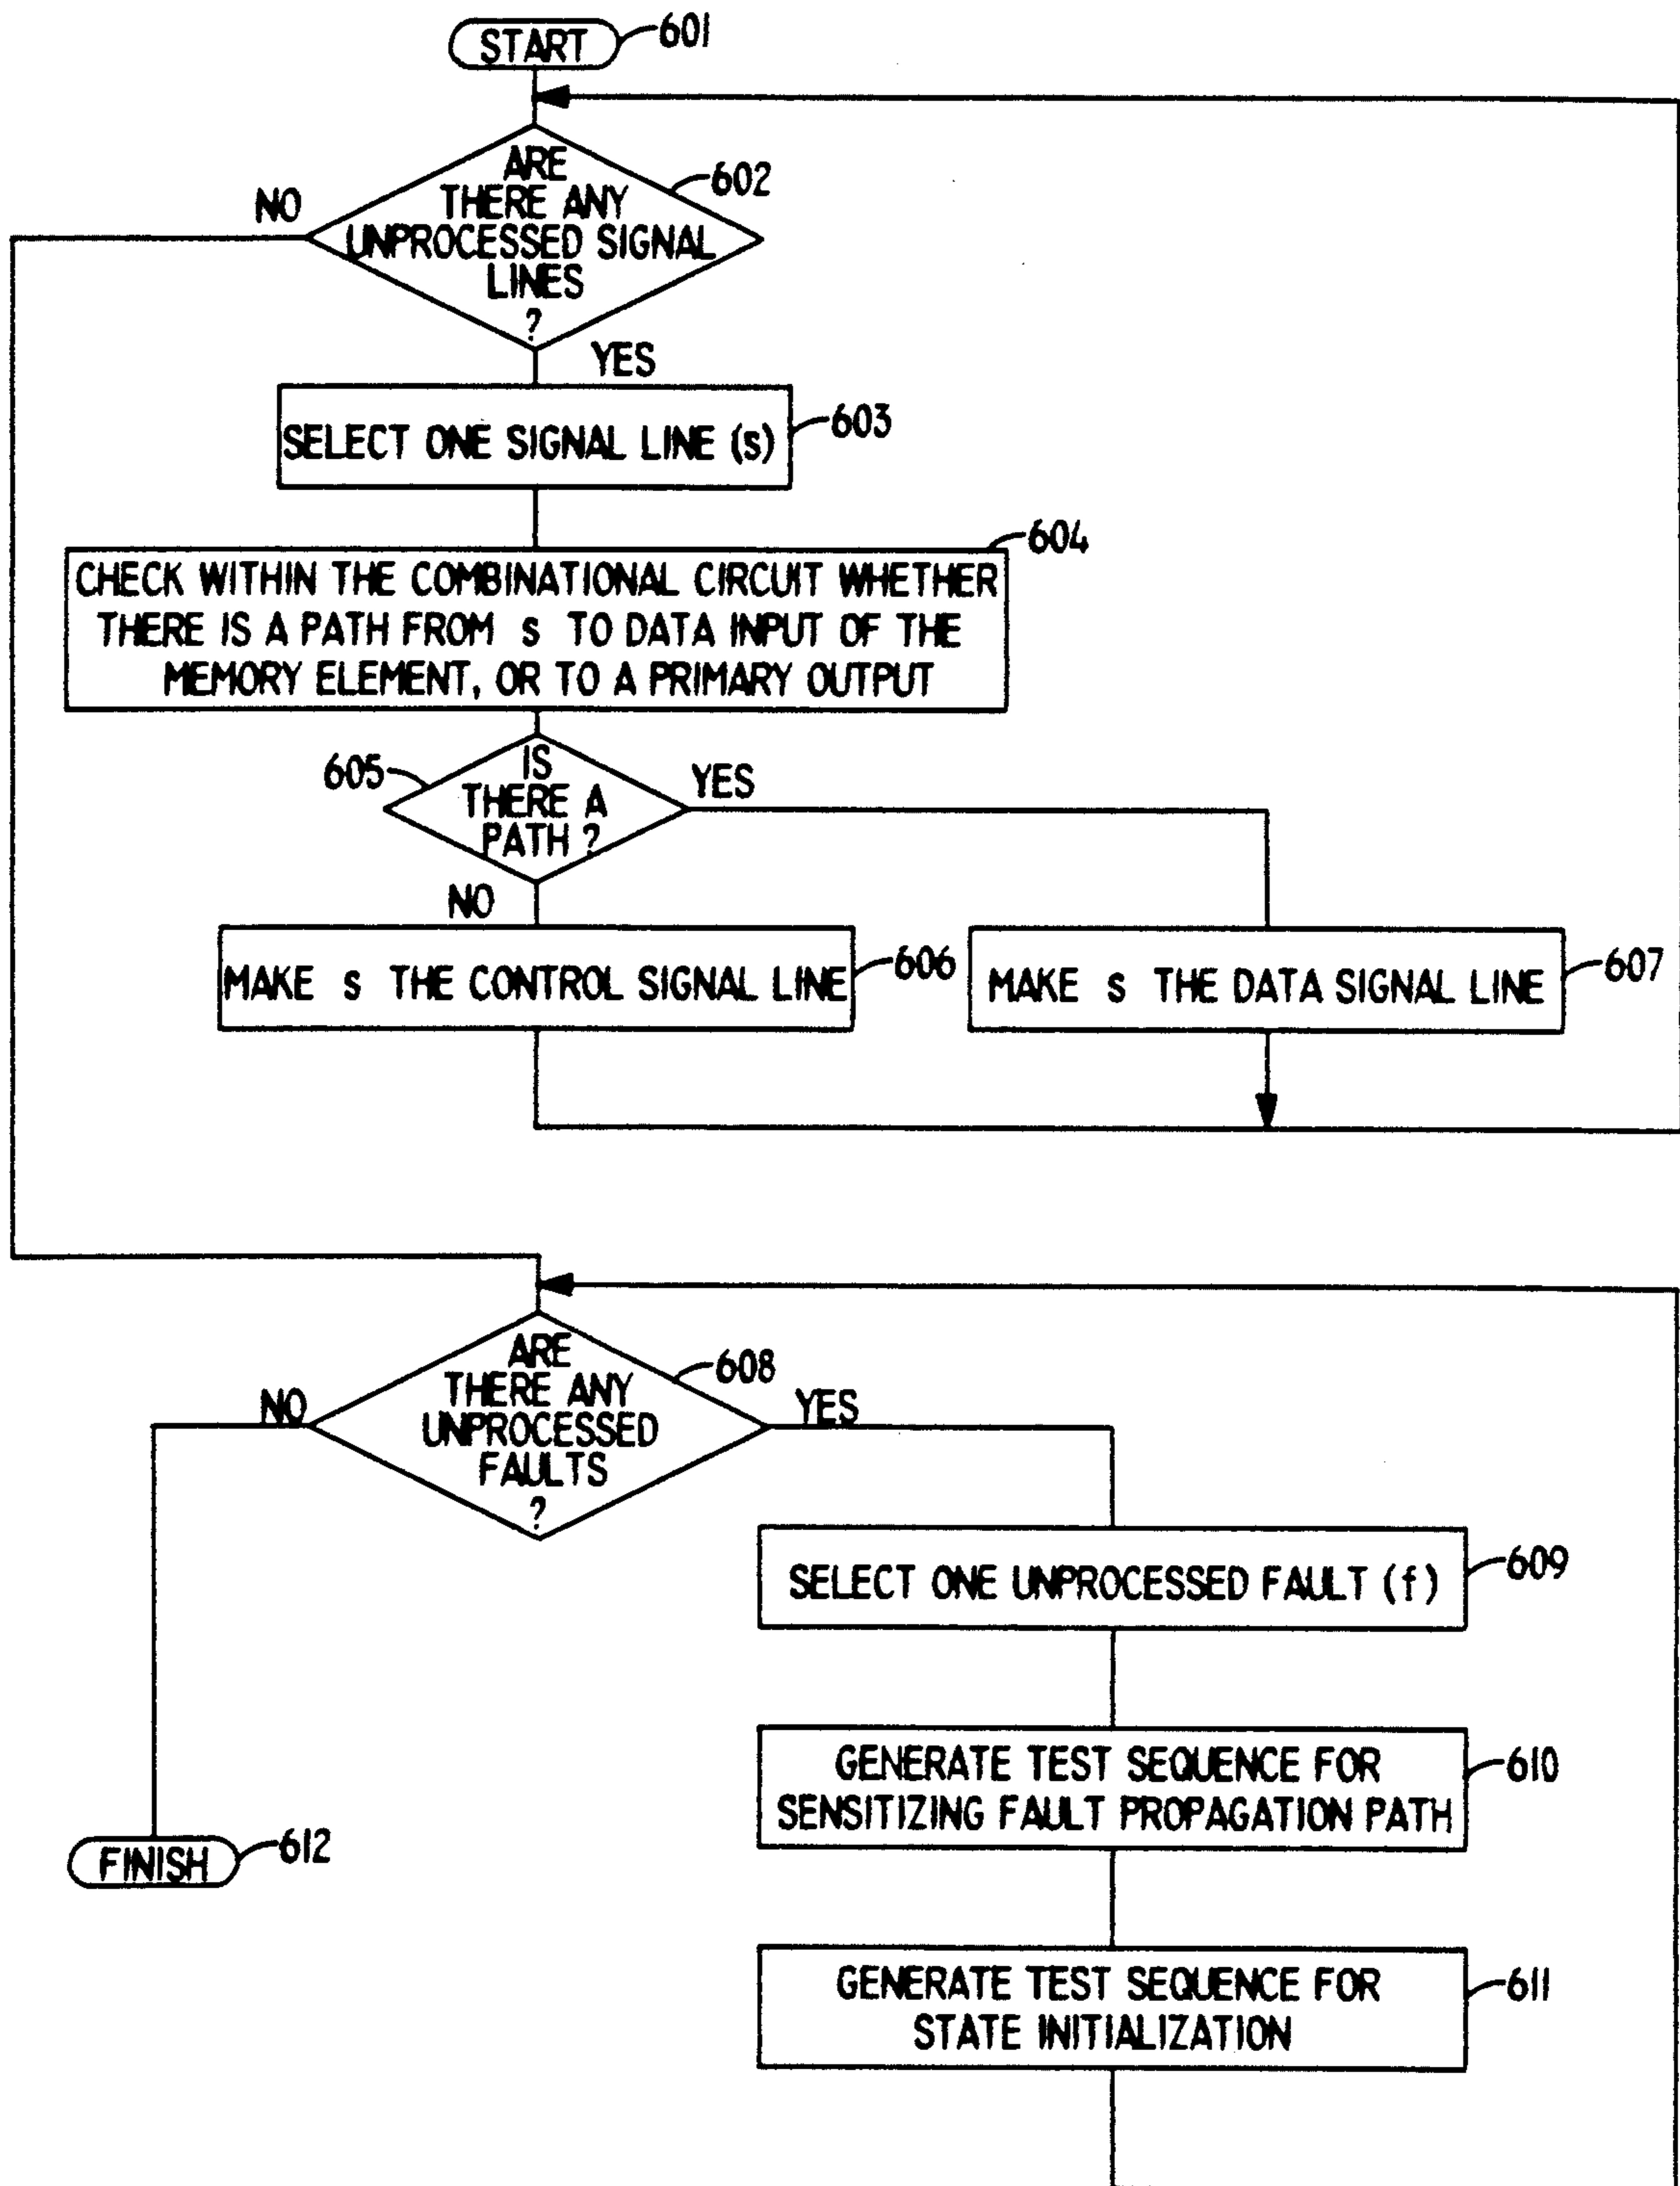 START
601
ARE
THERE ANY
UNPROCESSED SIGNAL
LINES
?
602
NO
YES
SELECT ONE SIGNAL LINE (s)
603
CHECK WITHIN THE COMBINATIONAL CIRCUIT WHETHER
THERE IS A PATH FROM s TO DATA INPUT OF THE
MEMORY ELEMENT, OR TO A PRIMARY OUTPUT
604
605
IS
THERE A
PATH ?
YES
NO
MAKE s THE CONTROL SIGNAL LINE
606
MAKE s THE DATA SIGNAL LINE
607
ARE
THERE ANY
UNPROCESSED
FAULTS
?
608
NO
YES
SELECT ONE UNPROCESSED FAULT (f)
609
GENERATE TEST SEQUENCE FOR
SENSITIZING FAULT PROPAGATION PATH
610
FINISH
612
GENERATE TEST SEQUENCE FOR
STATE INITIALIZATION
611